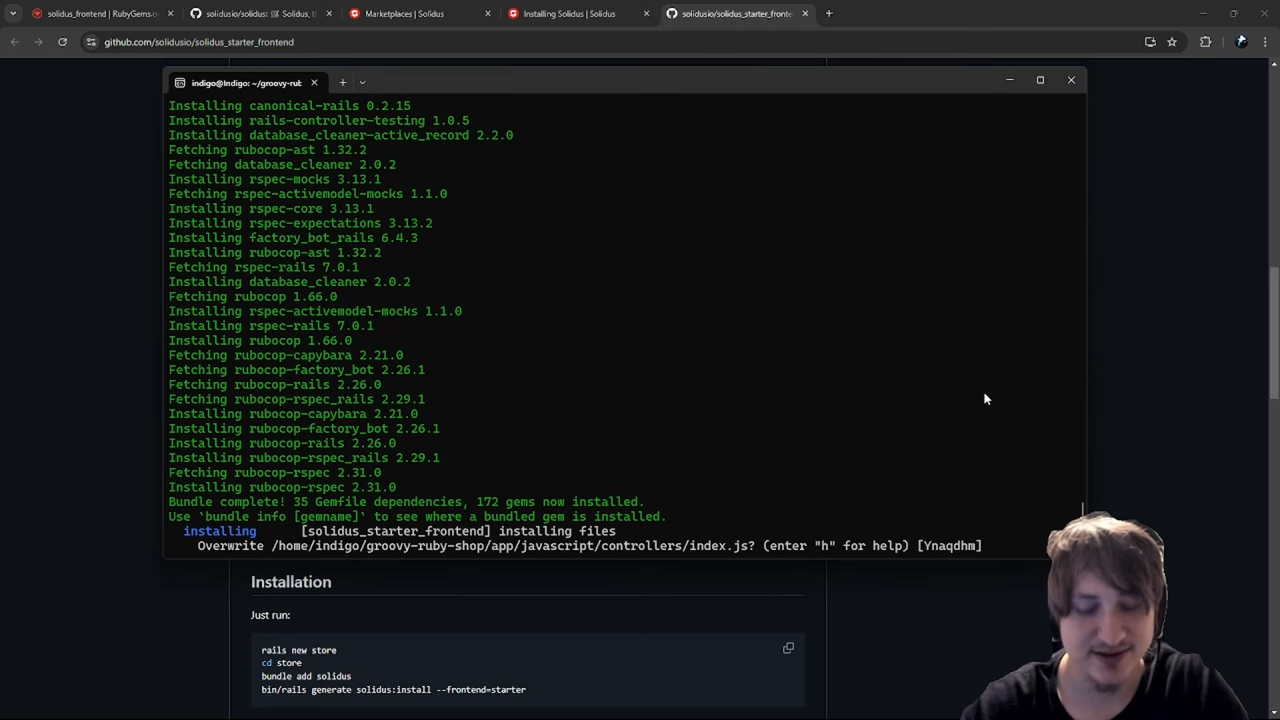 solidus_frontend | RubyGems.o
solidusio/solidus: Solidus, t
Marketplaces | Solidus
Installing Solidus | Solidus
solidusio/solidus_starter_fronte
github.com/solidusio/solidus_starter_frontend
indigo@Indigo: ~/groovy-rub
Installing canonical-rails 0.2.15
Installing rails-controller-testing 1.0.5
Installing database_cleaner-active_record 2.2.0
Fetching rubocop-ast 1.32.2
Fetching database_cleaner 2.0.2
Installing rspec-mocks 3.13.1
Fetching rspec-activemodel-mocks 1.1.0
Installing rspec-core 3.13.1
Installing rspec-expectations 3.13.2
Installing factory_bot_rails 6.4.3
Installing rubocop-ast 1.32.2
Fetching rspec-rails 7.0.1
Installing database_cleaner 2.0.2
Fetching rubocop 1.66.0
Installing rspec-activemodel-mocks 1.1.0
Installing rspec-rails 7.0.1
Installing rubocop 1.66.0
Fetching rubocop-capybara 2.21.0
Fetching rubocop-factory_bot 2.26.1
Fetching rubocop-rails 2.26.0
Fetching rubocop-rspec_rails 2.29.1
Installing rubocop-capybara 2.21.0
Installing rubocop-factory_bot 2.26.1
Installing rubocop-rails 2.26.0
Installing rubocop-rspec_rails 2.29.1
Fetching rubocop-rspec 2.31.0
Installing rubocop-rspec 2.31.0
Bundle complete! 35 Gemfile dependencies, 172 gems now installed.
Use `bundle info [gemname]` to see where a bundled gem is installed.
installing [solidus_starter_frontend] installing files
Overwrite /home/indigo/groovy-ruby-shop/app/javascript/controllers/index.js? (enter "h" for help) [Ynaqdhm]
Installation
Just run:
rails new store
cd store
bundle add solidus
bin/rails generate solidus:install --frontend=starter